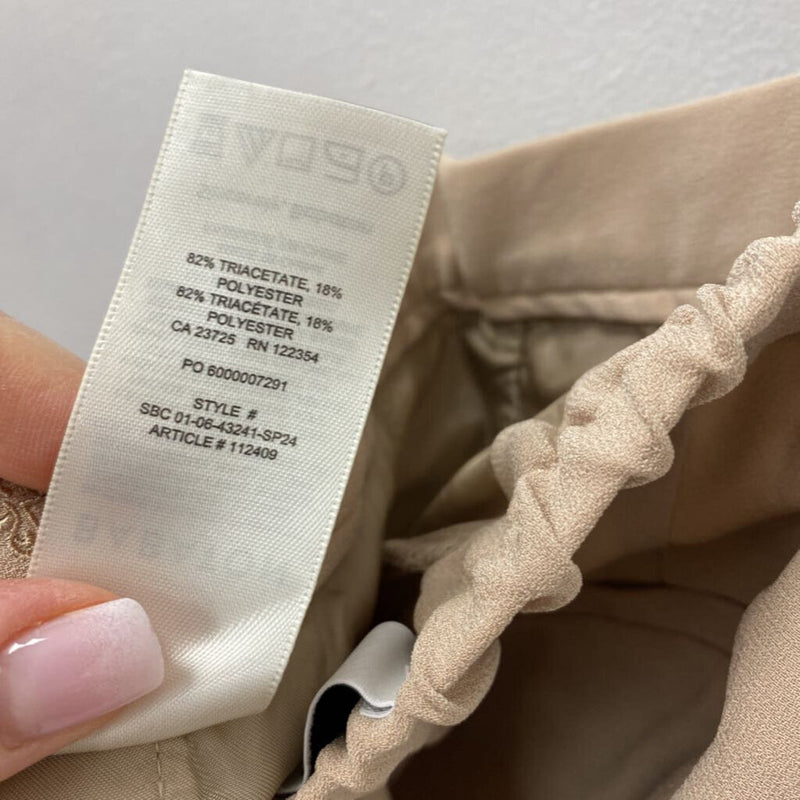 82% TRIACETATE, 18%
POLYESTER
82% TRIACETATE, 18%
POLYESTER
CA 23725 RN 122354
PO 6000007291
STYLE #
SBC 01-06-43241-SP24
ARTICLE # 112409